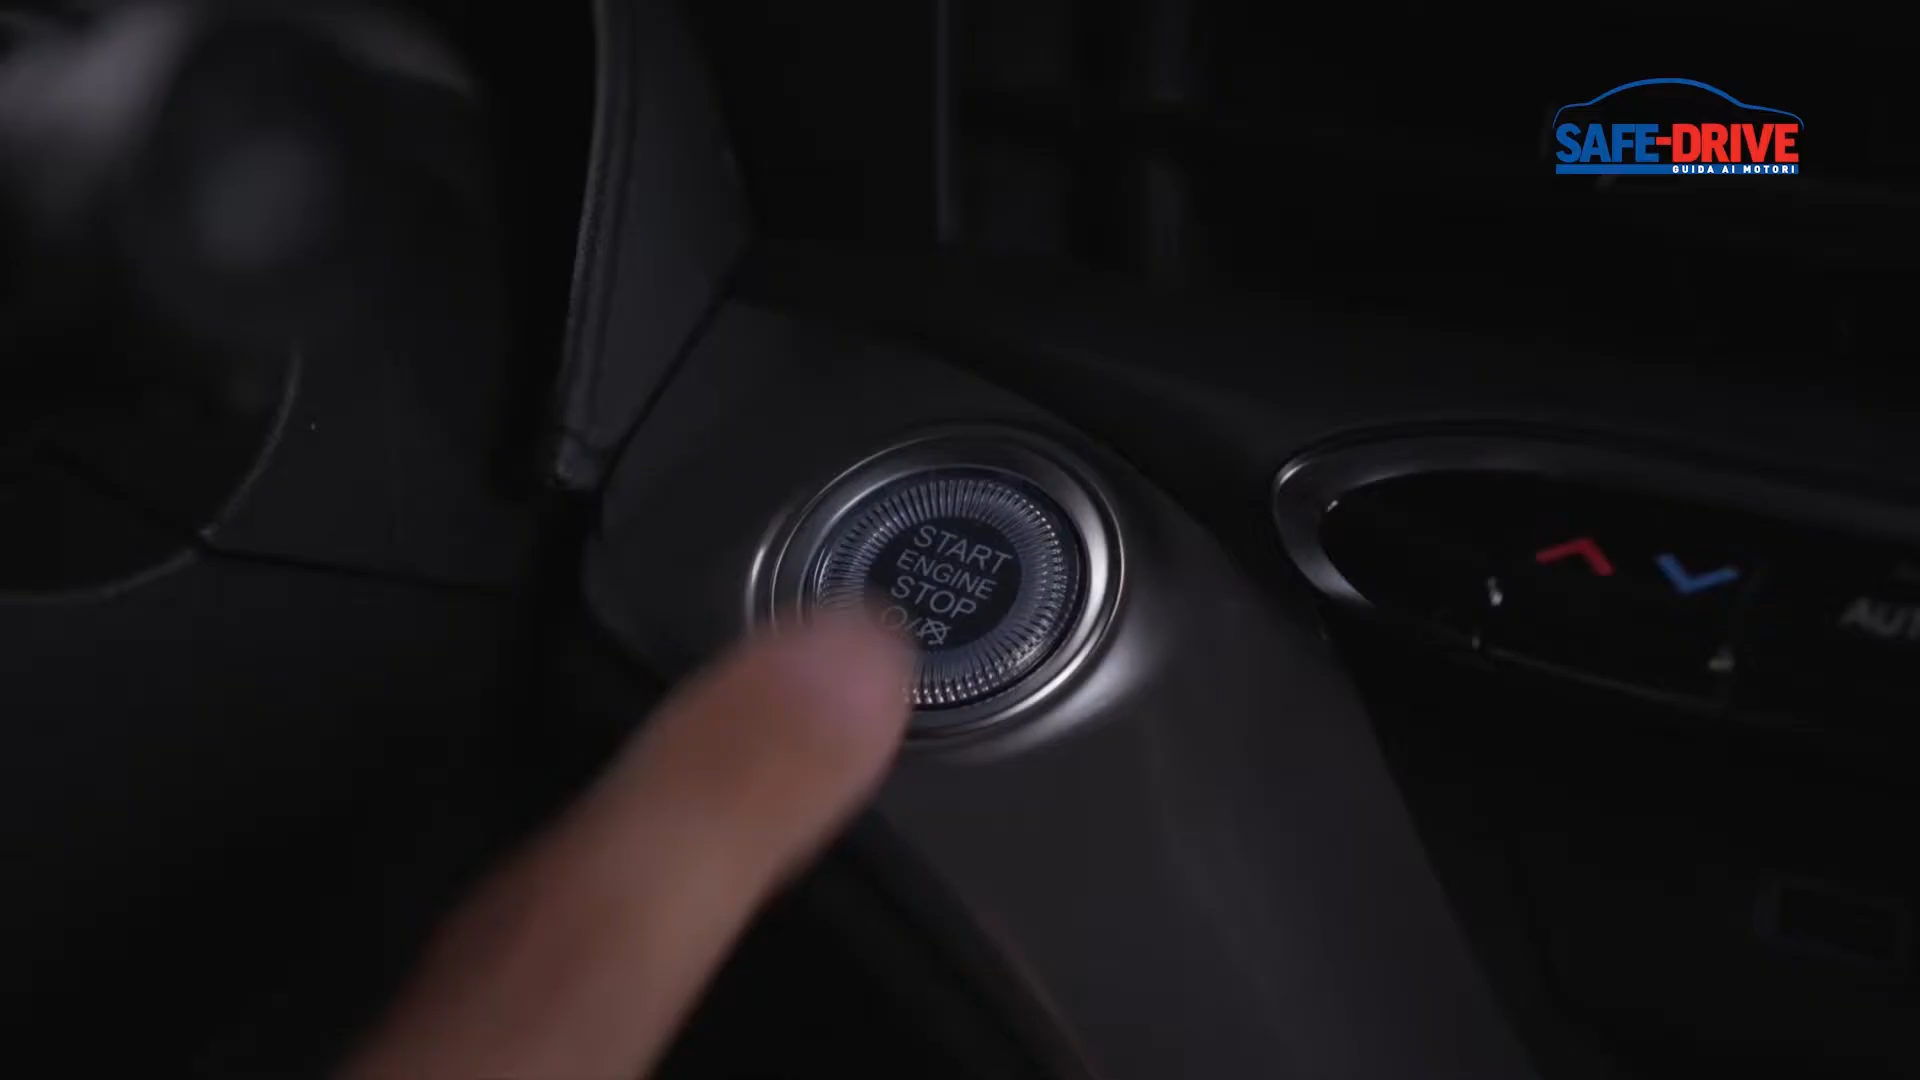 SAFE-DRIVE
GUIDA AI MOTORI
START
ENGINE
STOP